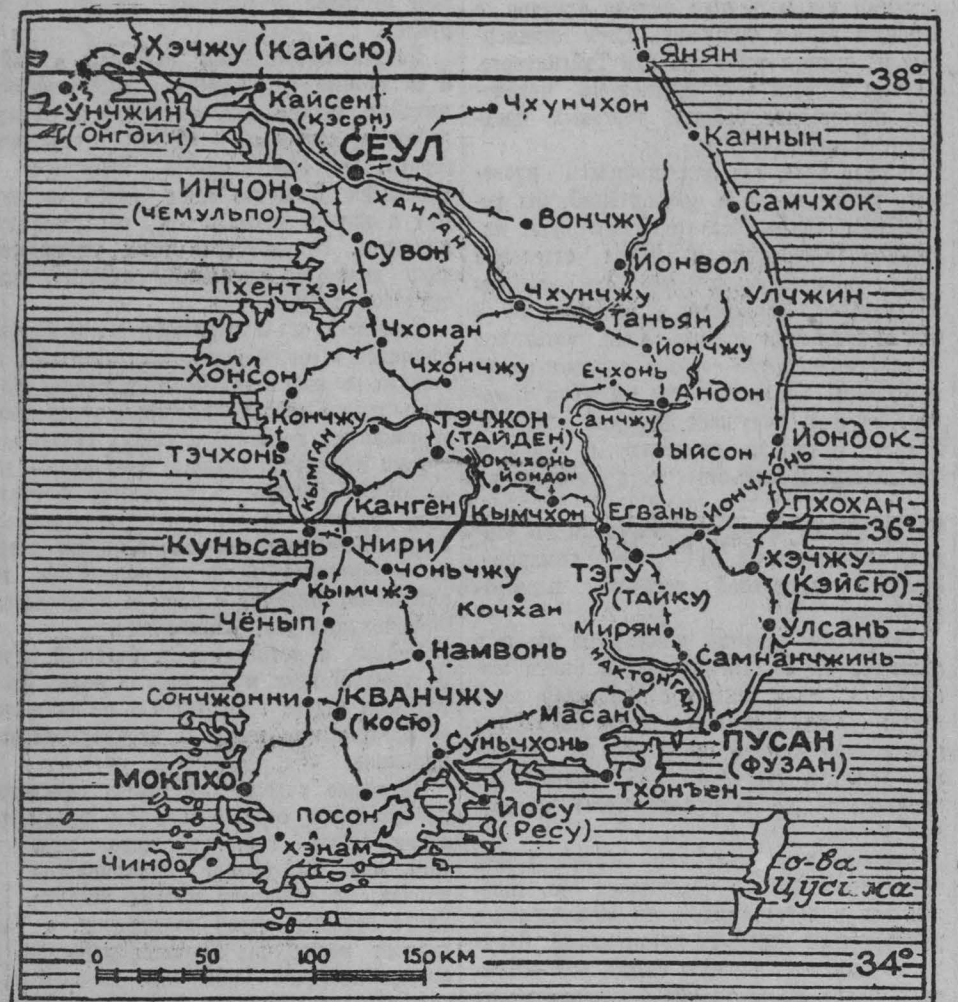 Хэчжу (Кайсю)
Янян
38°
Кайсенг
(Кэсон)
Чхунчхон
Унчжин
(Онгдин)
Каннын
СЕУЛ
ИНЧОН
(ЧЕМУЛЬПО)
ХАНГАН
Самчхок
Вончжу
Сувон
Йонвол
Пхентхэк
Чхунчжу
Улчжин
Таньян
Чхонан
Йончжу
Чхончжу
Ечхонь
Хонсон
Андон
Кончжу
ТЭЧЖОН
(ТАЙДЕН)
Санчжу
Йондок
Тэчхонь
КЫМГАН
Окчхонь
Ыйсон
Йондон
Йончхонь
Кангён
Кымчхон
Егвань
Пхохан
36°
Куньсань
Нири
Чоньчжу
ТЭГУ
(ТАЙКУ)
Хэчжу
(Кэйсю)
Кымчжэ
Кочхан
Чёнып
Мирян
Улсань
Намвонь
Самнанчжинь
НАКТОНГАН
Сончжонни
КВАНЧЖУ
(Косю)
Масан
ПУСАН
(ФУЗАН)
Суньчхонь
Мокпхо
Тхонъен
Посон
Йосу
(Ресу)
Хэнам
Чиндо
о-ва
Цусима
0 50 100 150 км
34°